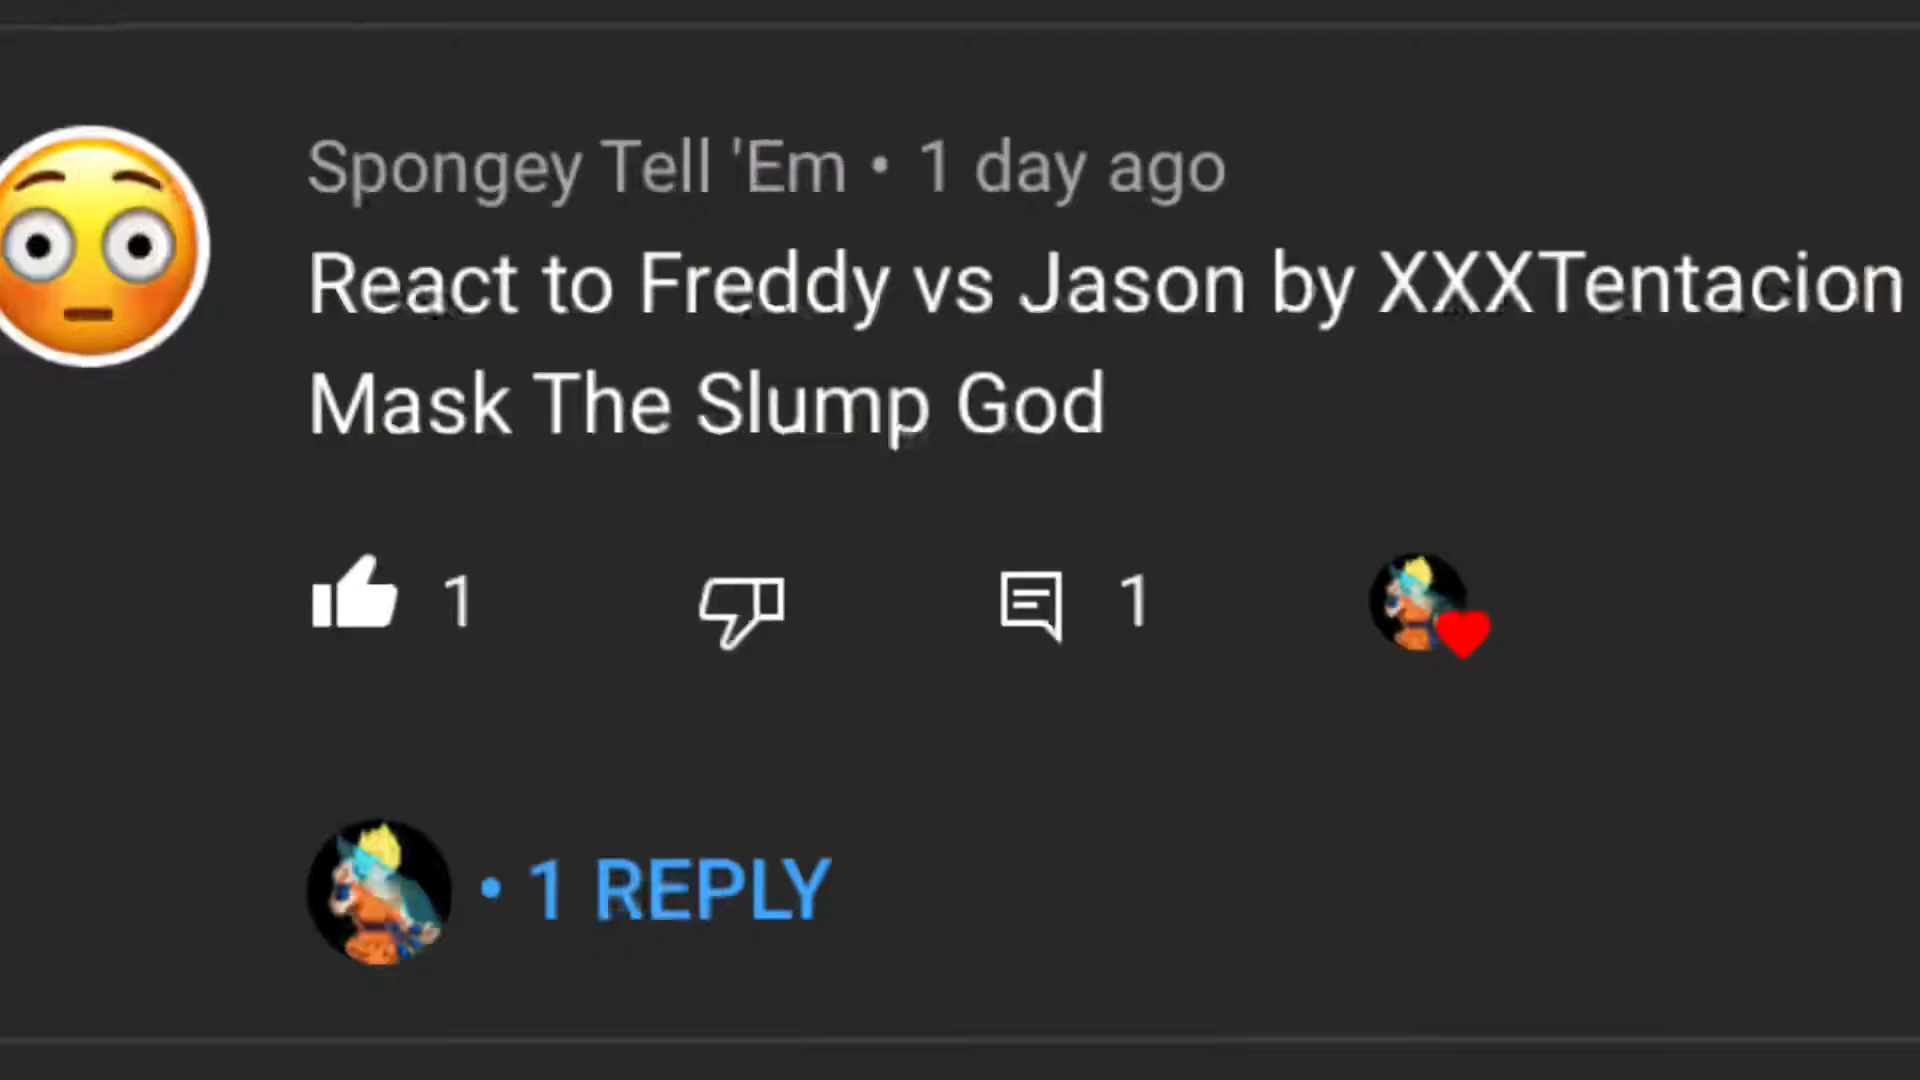 Spongey Tell 'Em • 1 day ago
React to Freddy vs Jason by XXXTentacion
Mask The Slump God
1 1
• 1 REPLY